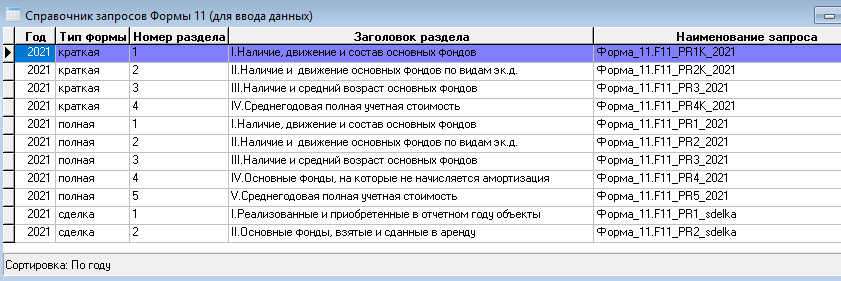 Справочник запросов Формы 11 (для ввода данных)
Год Тип формы Номер раздела Заголовок раздела Наименование запроса
2021 краткая 1 I.Наличие, движение и состав основных фондов Форма_11.F11_PR1K_2021
2021 краткая 2 II.Наличие и движение основных фондов по видам эк.д. Форма_11.F11_PR2K_2021
2021 краткая 3 III.Наличие и средний возраст основных фондов Форма_11.F11_PR3_2021
2021 краткая 4 IV.Среднегодовая полная учетная стоимость Форма_11.F11_PR4K_2021
2021 полная 1 I.Наличие, движение и состав основных фондов Форма_11.F11_PR1_2021
2021 полная 2 II.Наличие и движение основных фондов по видам эк.д. Форма_11.F11_PR2_2021
2021 полная 3 III.Наличие и средний возраст основных фондов Форма_11.F11_PR3_2021
2021 полная 4 IV.Основные фонды, на которые не начисляется амортизация Форма_11.F11_PR4_2021
2021 полная 5 V.Среднегодовая полная учетная стоимость Форма_11.F11_PR5_2021
2021 сделка 1 I.Реализованные и приобретенные в отчетном году объекты Форма_11.F11_PR1_sdelka
2021 сделка 2 II.Основные фонды, взятые и сданные в аренду Форма_11.F11_PR2_sdelka
Сортировка: По году